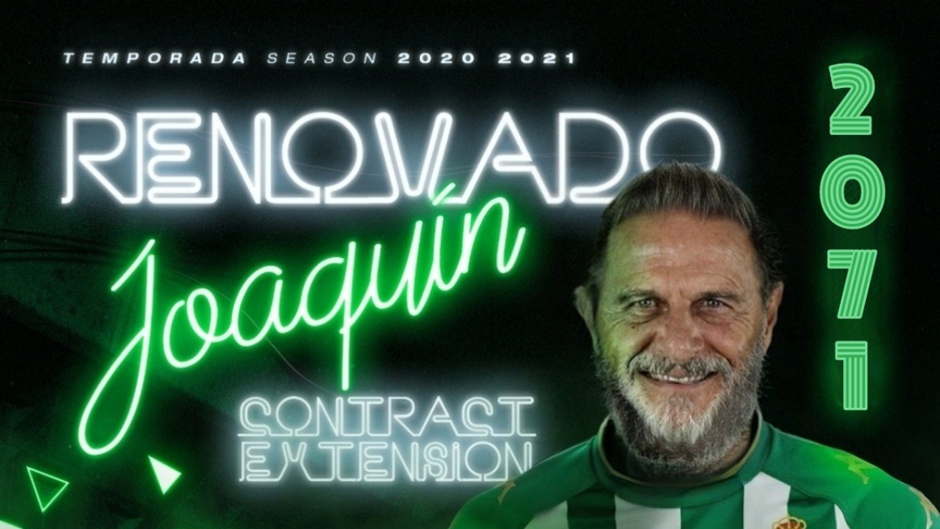 TEMPORADA SEASON 2020 2021
RENOVADO
Joaquín
CONTRACT
EXTENSION
2071